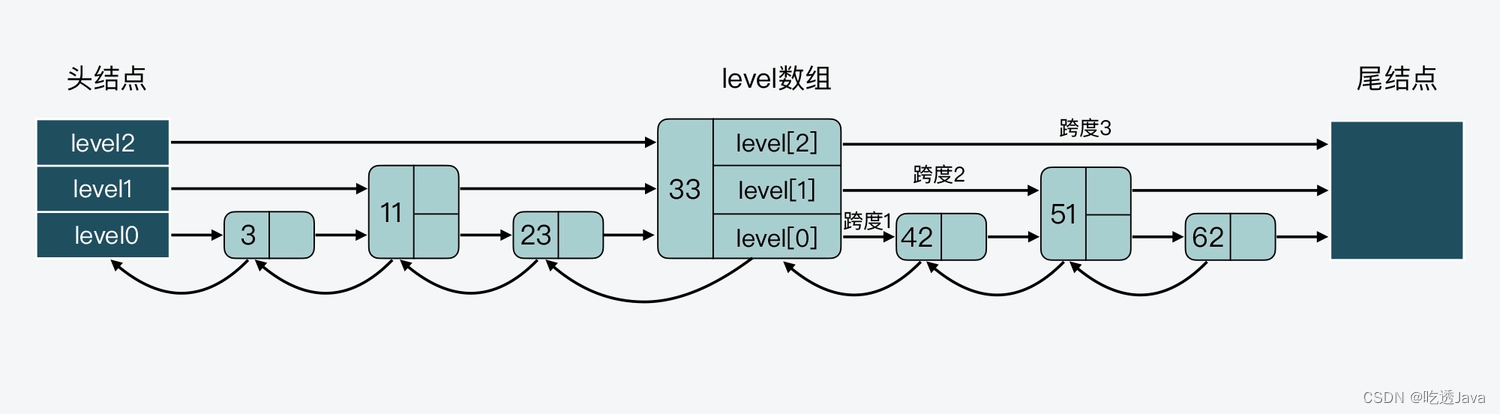 头结点
level数组
尾结点
level2
level[2]
跨度3
level1
11
33
level[1]
跨度2
51
level0
3
23
level[0]
跨度1
42
62
CSDN @吃透Java